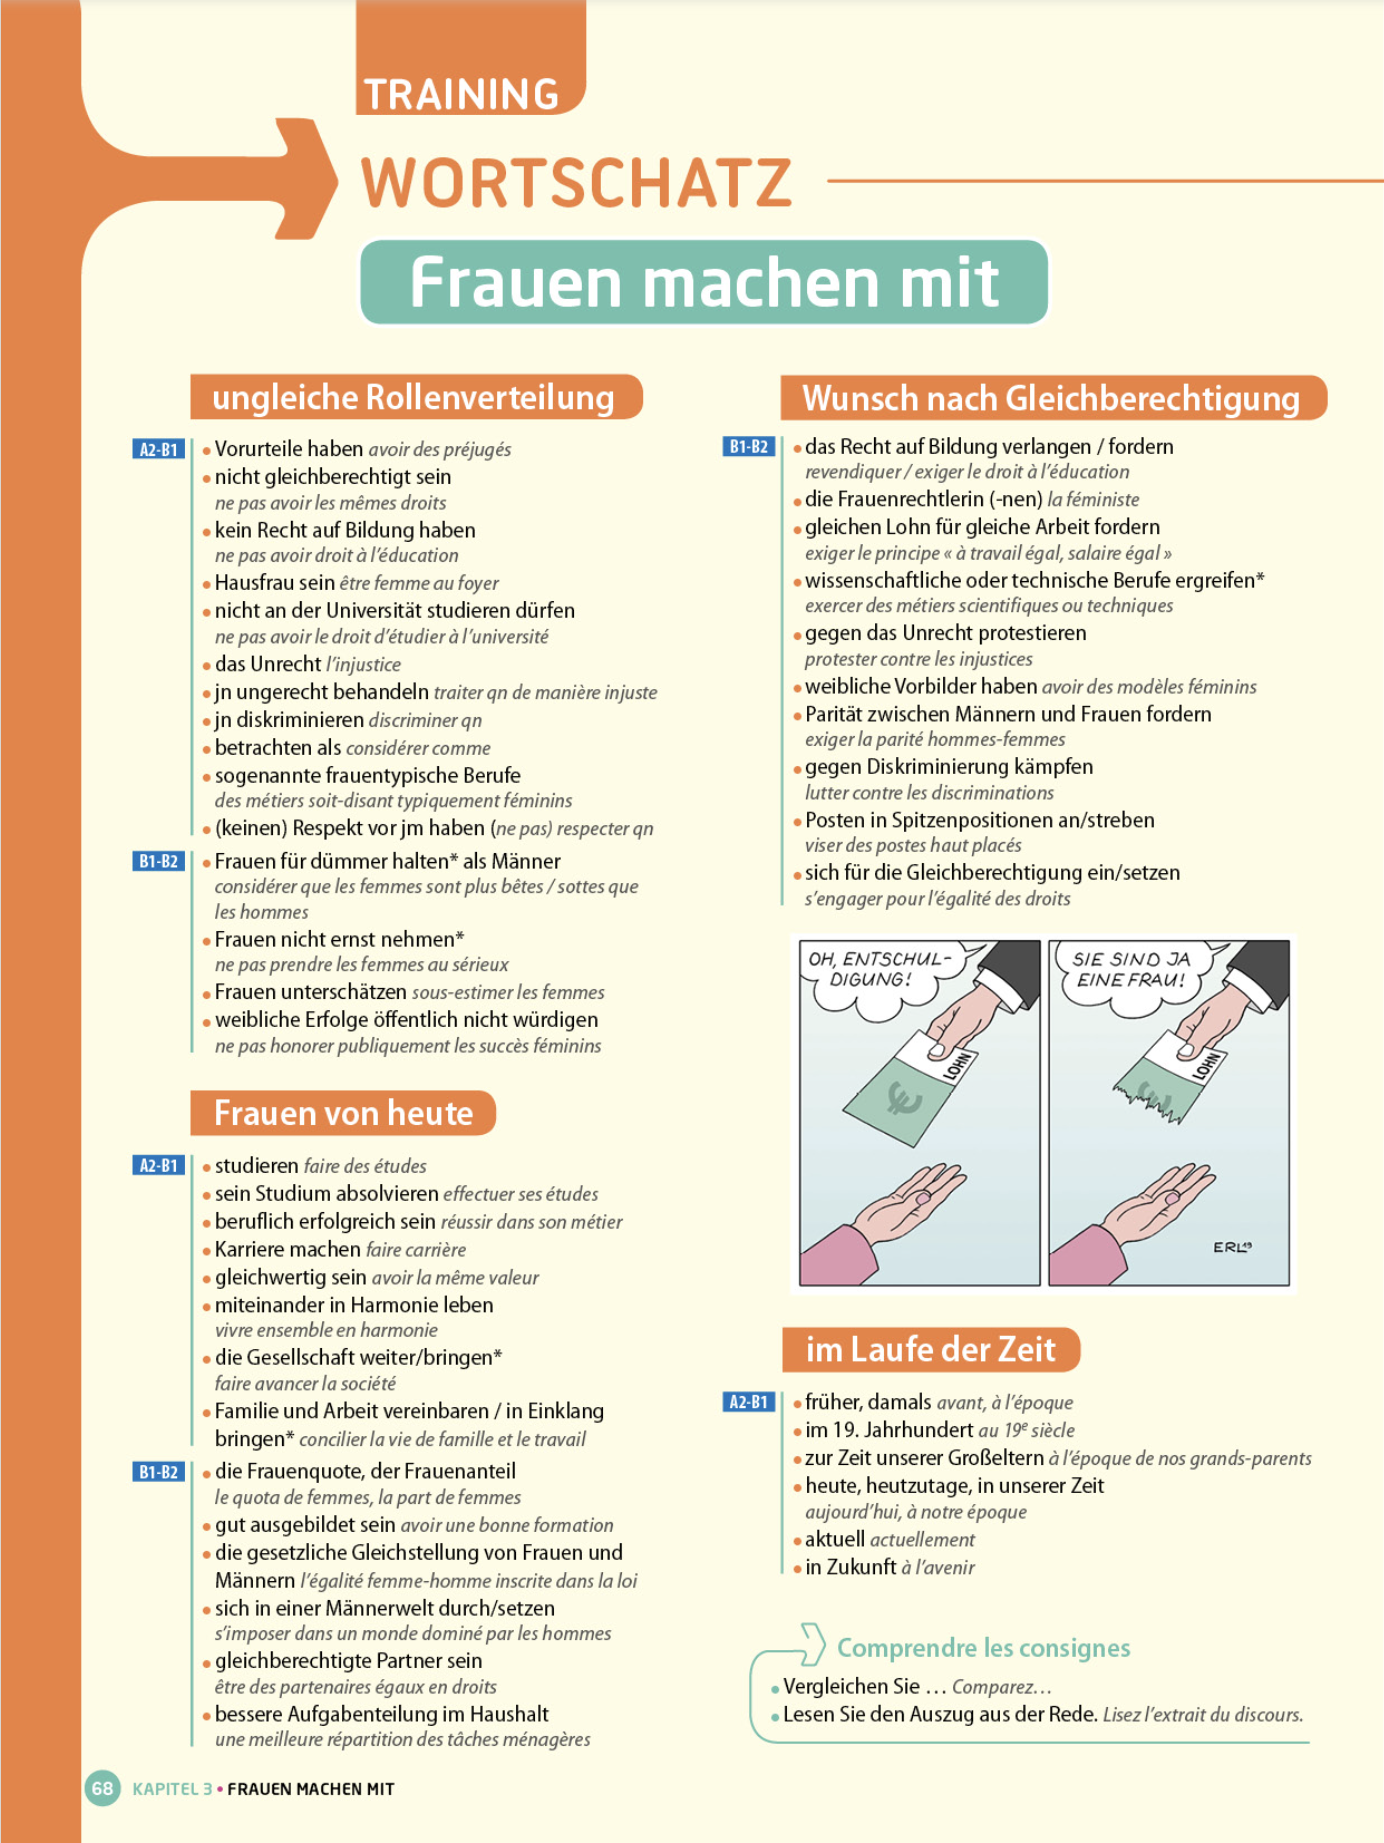 TRAINING
WORTSCHATZ
Frauen machen mit
ungleiche Rollenverteilung
A2-B1
• Vorurteile haben avoir des préjugés
• nicht gleichberechtigt sein
ne pas avoir les mêmes droits
• kein Recht auf Bildung haben
ne pas avoir droit à l'éducation
• Hausfrau sein être femme au foyer
• nicht an der Universität studieren dürfen
ne pas avoir le droit d'étudier à l'université
• das Unrecht l'injustice
• jn ungerecht behandeln traiter qn de manière injuste
• jn diskriminieren discriminer qn
• betrachten als considérer comme
• sogenannte frauentypische Berufe
des métiers soit-disant typiquement féminins
• (keinen) Respekt vor jm haben (ne pas) respecter qn
B1-B2
• Frauen für dümmer halten* als Männer
considérer que les femmes sont plus bêtes / sottes que
les hommes
• Frauen nicht ernst nehmen*
ne pas prendre les femmes au sérieux
• Frauen unterschätzen sous-estimer les femmes
• weibliche Erfolge öffentlich nicht würdigen
ne pas honorer publiquement les succès féminins
Frauen von heute
A2-B1
• studieren faire des études
• sein Studium absolvieren effectuer ses études
• beruflich erfolgreich sein réussir dans son métier
• Karriere machen faire carrière
• gleichwertig sein avoir la même valeur
• miteinander in Harmonie leben
vivre ensemble en harmonie
• die Gesellschaft weiter/bringen*
faire avancer la société
• Familie und Arbeit vereinbaren / in Einklang
bringen* concilier la vie de famille et le travail
B1-B2
• die Frauenquote, der Frauenanteil
le quota de femmes, la part de femmes
• gut ausgebildet sein avoir une bonne formation
• die gesetzliche Gleichstellung von Frauen und
Männern l'égalité femme-homme inscrite dans la loi
• sich in einer Männerwelt durch/setzen
s'imposer dans un monde dominé par les hommes
• gleichberechtigte Partner sein
être des partenaires égaux en droits
• bessere Aufgabenteilung im Haushalt
une meilleure répartition des tâches ménagères
Wunsch nach Gleichberechtigung
B1-B2
• das Recht auf Bildung verlangen / fordern
revendiquer / exiger le droit à l'éducation
• die Frauenrechtlerin (-nen) la féministe
• gleichen Lohn für gleiche Arbeit fordern
exiger le principe « à travail égal, salaire égal »
• wissenschaftliche oder technische Berufe ergreifen*
exercer des métiers scientifiques ou techniques
• gegen das Unrecht protestieren
protester contre les injustices
• weibliche Vorbilder haben avoir des modèles féminins
• Parität zwischen Männern und Frauen fordern
exiger la parité hommes-femmes
• gegen Diskriminierung kämpfen
lutter contre les discriminations
• Posten in Spitzenpositionen an/streben
viser des postes haut placés
• sich für die Gleichberechtigung ein/setzen
s'engager pour l'égalité des droits
OH, ENTSCHUL-
DIGUNG!
LOHN
€
SIE SIND JA
EINE FRAU!
LOHN
€
ERL19
im Laufe der Zeit
A2-B1
• früher, damals avant, à l'époque
• im 19. Jahrhundert au 19e siècle
• zur Zeit unserer Großeltern à l'époque de nos grands-parents
• heute, heutzutage, in unserer Zeit
aujourd'hui, à notre époque
• aktuell actuellement
• in Zukunft à l'avenir
Comprendre les consignes
• Vergleichen Sie … Comparez…
• Lesen Sie den Auszug aus der Rede. Lisez l'extrait du discours.
68 KAPITEL 3 • FRAUEN MACHEN MIT